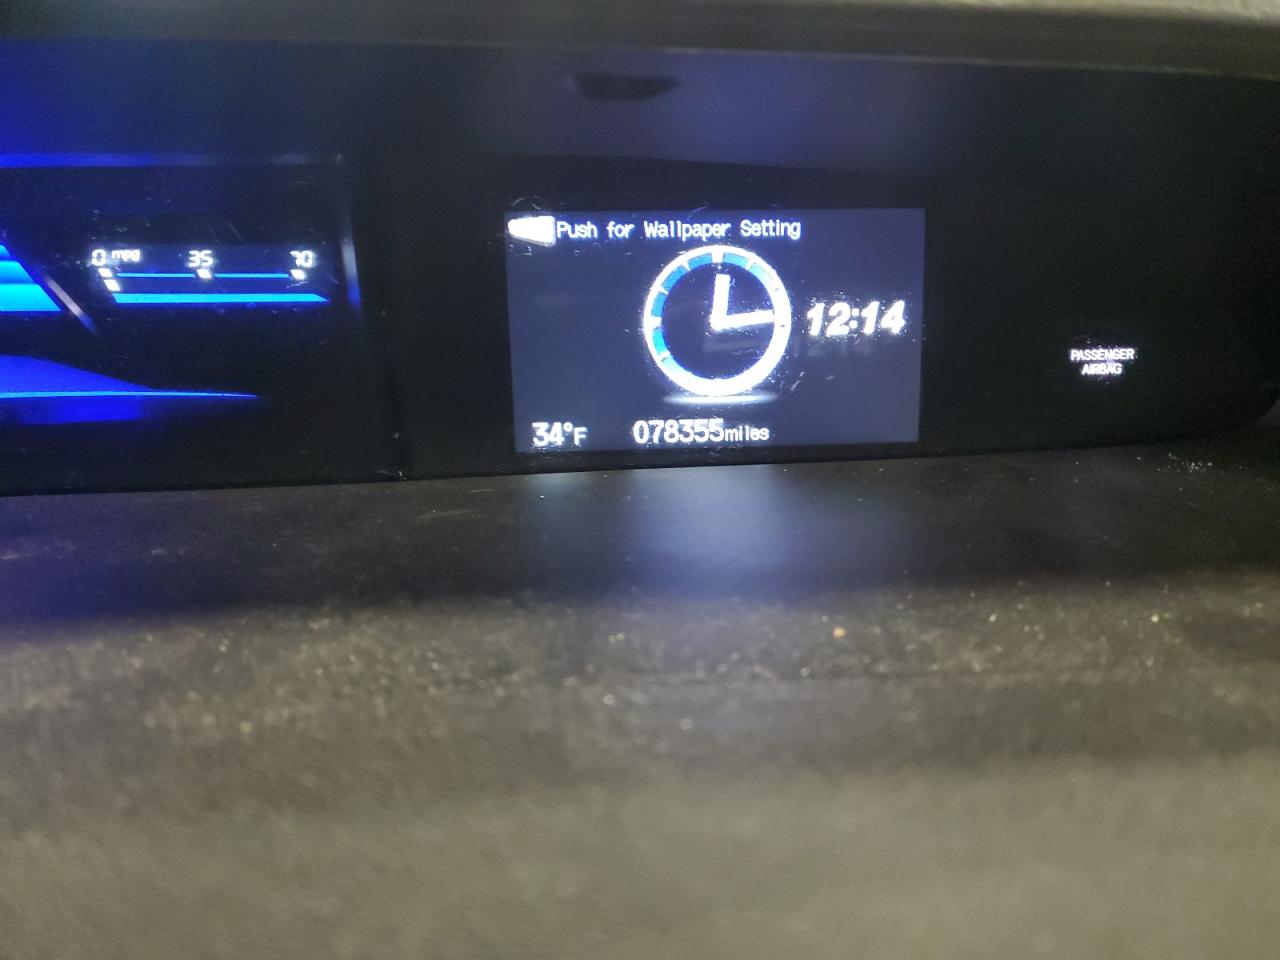 0 mpg 35 70
Push for Wallpaper Setting
12:14
34°F 078355miles
PASSENGER
AIRBAG